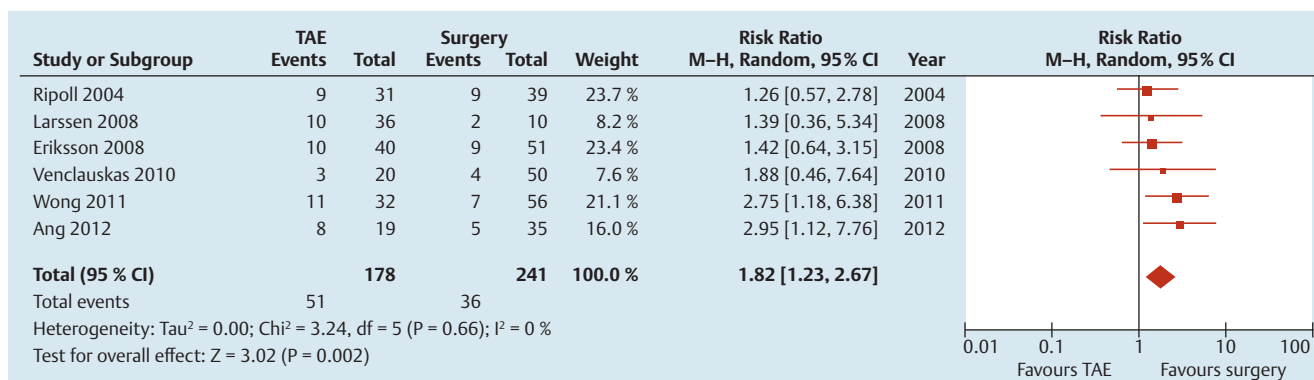 TAE Surgery Risk Ratio Risk Ratio
Study or Subgroup Events Total Events Total Weight M–H, Random, 95% CI Year M–H, Random, 95% CI
Ripoll 2004 9 31 9 39 23.7 % 1.26 [0.57, 2.78] 2004
Larssen 2008 10 36 2 10 8.2 % 1.39 [0.36, 5.34] 2008
Eriksson 2008 10 40 9 51 23.4 % 1.42 [0.64, 3.15] 2008
Venclauskas 2010 3 20 4 50 7.6 % 1.88 [0.46, 7.64] 2010
Wong 2011 11 32 7 56 21.1 % 2.75 [1.18, 6.38] 2011
Ang 2012 8 19 5 35 16.0 % 2.95 [1.12, 7.76] 2012
Total (95 % CI) 178 241 100.0 % 1.82 [1.23, 2.67]
Total events 51 36
Heterogeneity: Tau² = 0.00; Chi² = 3.24, df = 5 (P = 0.66); I² = 0 %
Test for overall effect: Z = 3.02 (P = 0.002)
0.01 0.1 1 10 100
Favours TAE Favours surgery